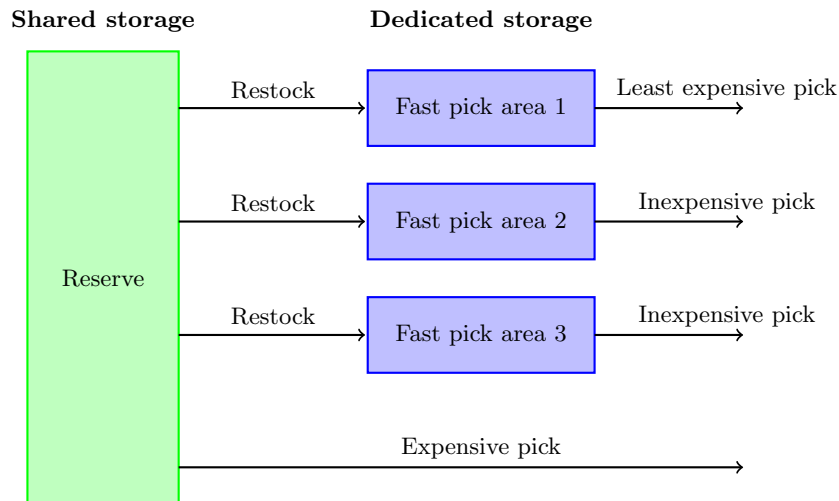 Shared storage
Dedicated storage
Restock
Fast pick area 1
Least expensive pick
Restock
Fast pick area 2
Inexpensive pick
Reserve
Restock
Fast pick area 3
Inexpensive pick
Expensive pick